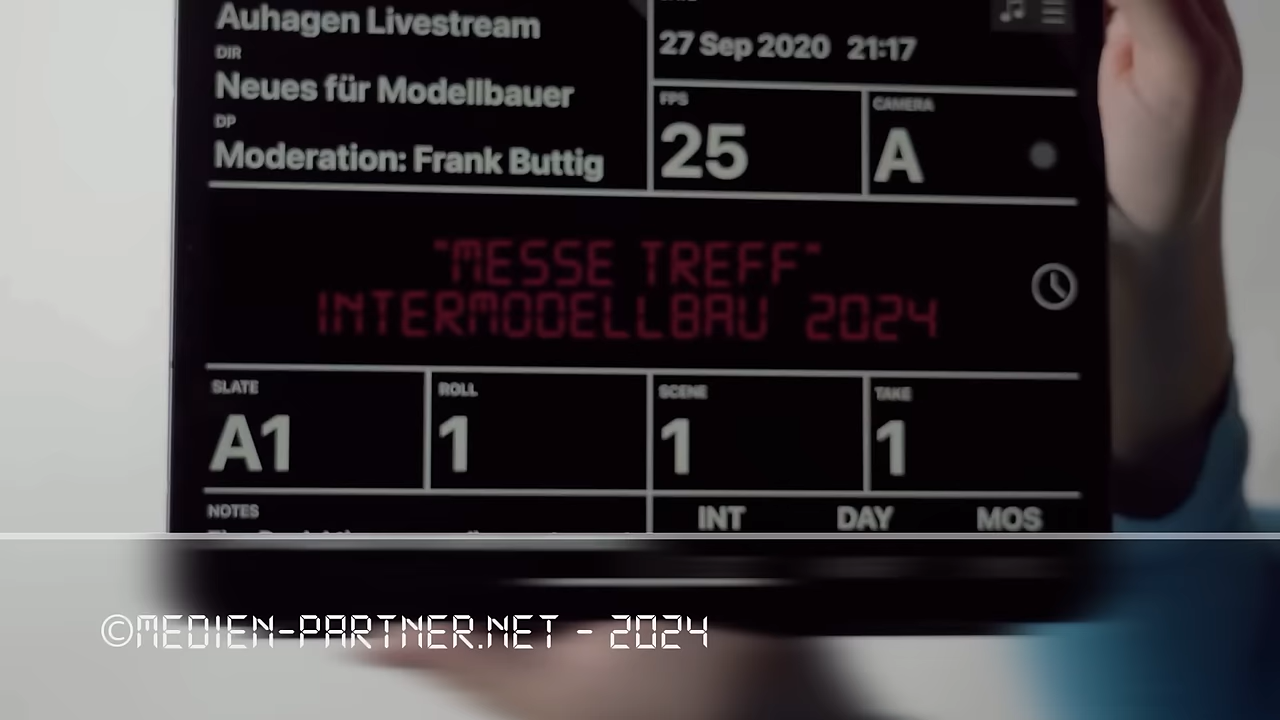 Auhagen Livestream
27 Sep 2020 21:17
DIR
Neues für Modellbauer
DP
Moderation: Frank Buttig
FPS
25
CAMERA
A
"MESSE TREFF"
INTERMODELLBAU 2024
SLATE
A1
ROLL
1
SCENE
1
TAKE
1
NOTES
INT DAY MOS
©MEDIEN-PARTNER.NET - 2024